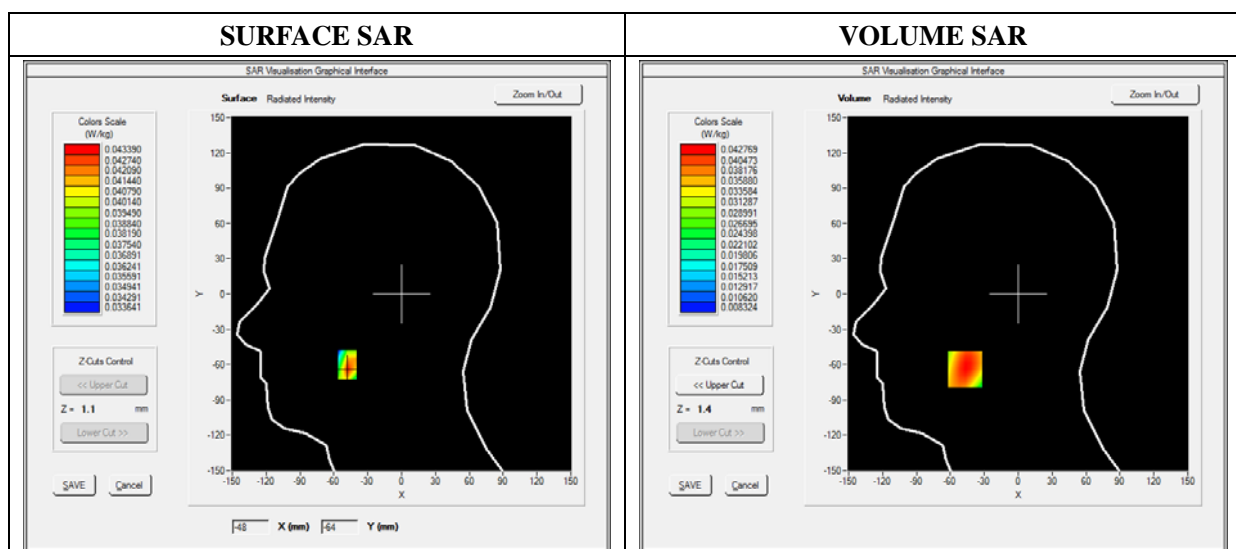 SURFACE SAR
VOLUME SAR
SAR Visualisation Graphical Interface
Surface Radiated Intensity
Zoom In/Out
Colors Scale
(W/kg)
0.043390
0.042740
0.042090
0.041440
0.040790
0.040140
0.039490
0.038840
0.038190
0.037540
0.036891
0.036241
0.035591
0.034941
0.034291
0.033641
Z-Cuts Control
<< Upper Cut
Z = 1.1 mm
Lower Cut >>
SAVE Cancel
150
120
90
60
30
0
-30
-60
-90
-120
-150
Y
-150 -120 -90 -60 -30 0 30 60 90 120 150
X
-48 X (mm) -64 Y (mm)
SAR Visualisation Graphical Interface
Volume Radiated Intensity
Zoom In/Out
Colors Scale
(W/kg)
0.042769
0.040473
0.038176
0.035880
0.033584
0.031287
0.028991
0.026695
0.024398
0.022102
0.019806
0.017509
0.015213
0.012917
0.010620
0.008324
Z-Cuts Control
<< Upper Cut
Z = 1.4 mm
Lower Cut >>
SAVE Cancel
150
120
90
60
30
0
-30
-60
-90
-120
-150
Y
-150 -120 -90 -60 -30 0 30 60 90 120 150
X